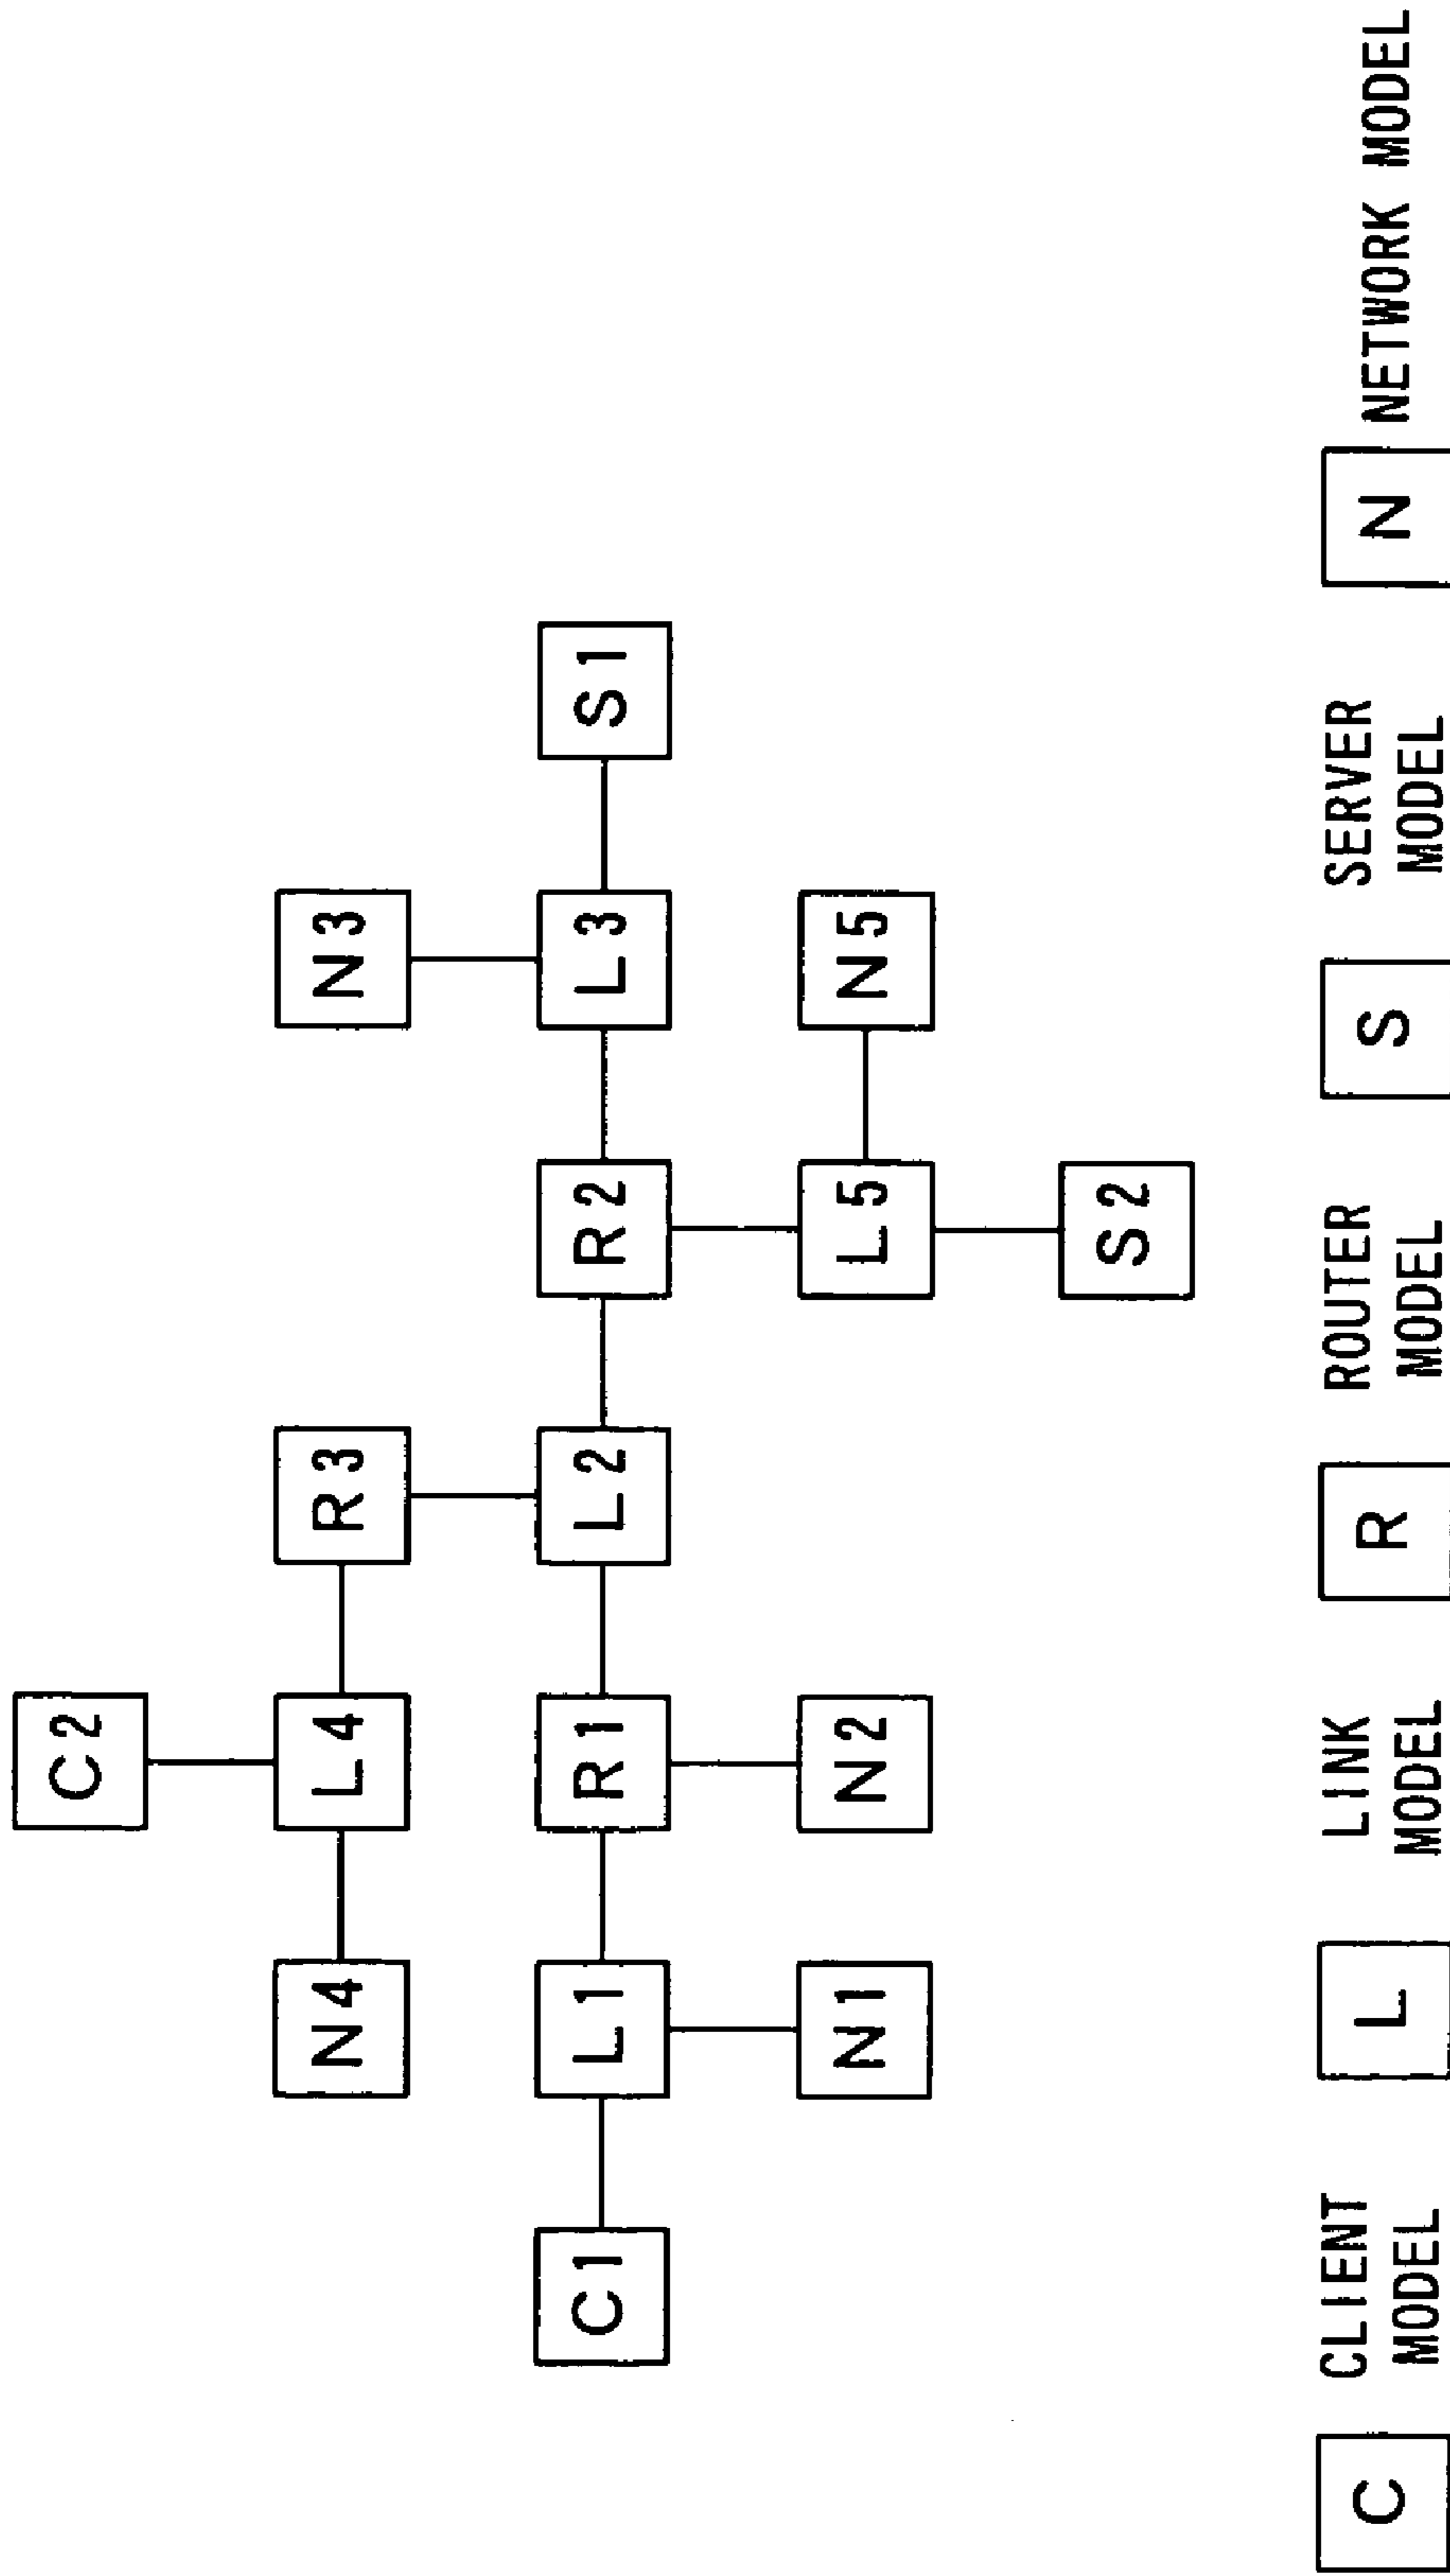 C2
N4
L4
R3
N3
C1
L1
R1
L2
R2
L3
S1
N1
N2
L5
N5
S2
C
CLIENT
MODEL
L
LINK
MODEL
R
ROUTER
MODEL
S
SERVER
MODEL
N
NETWORK MODEL